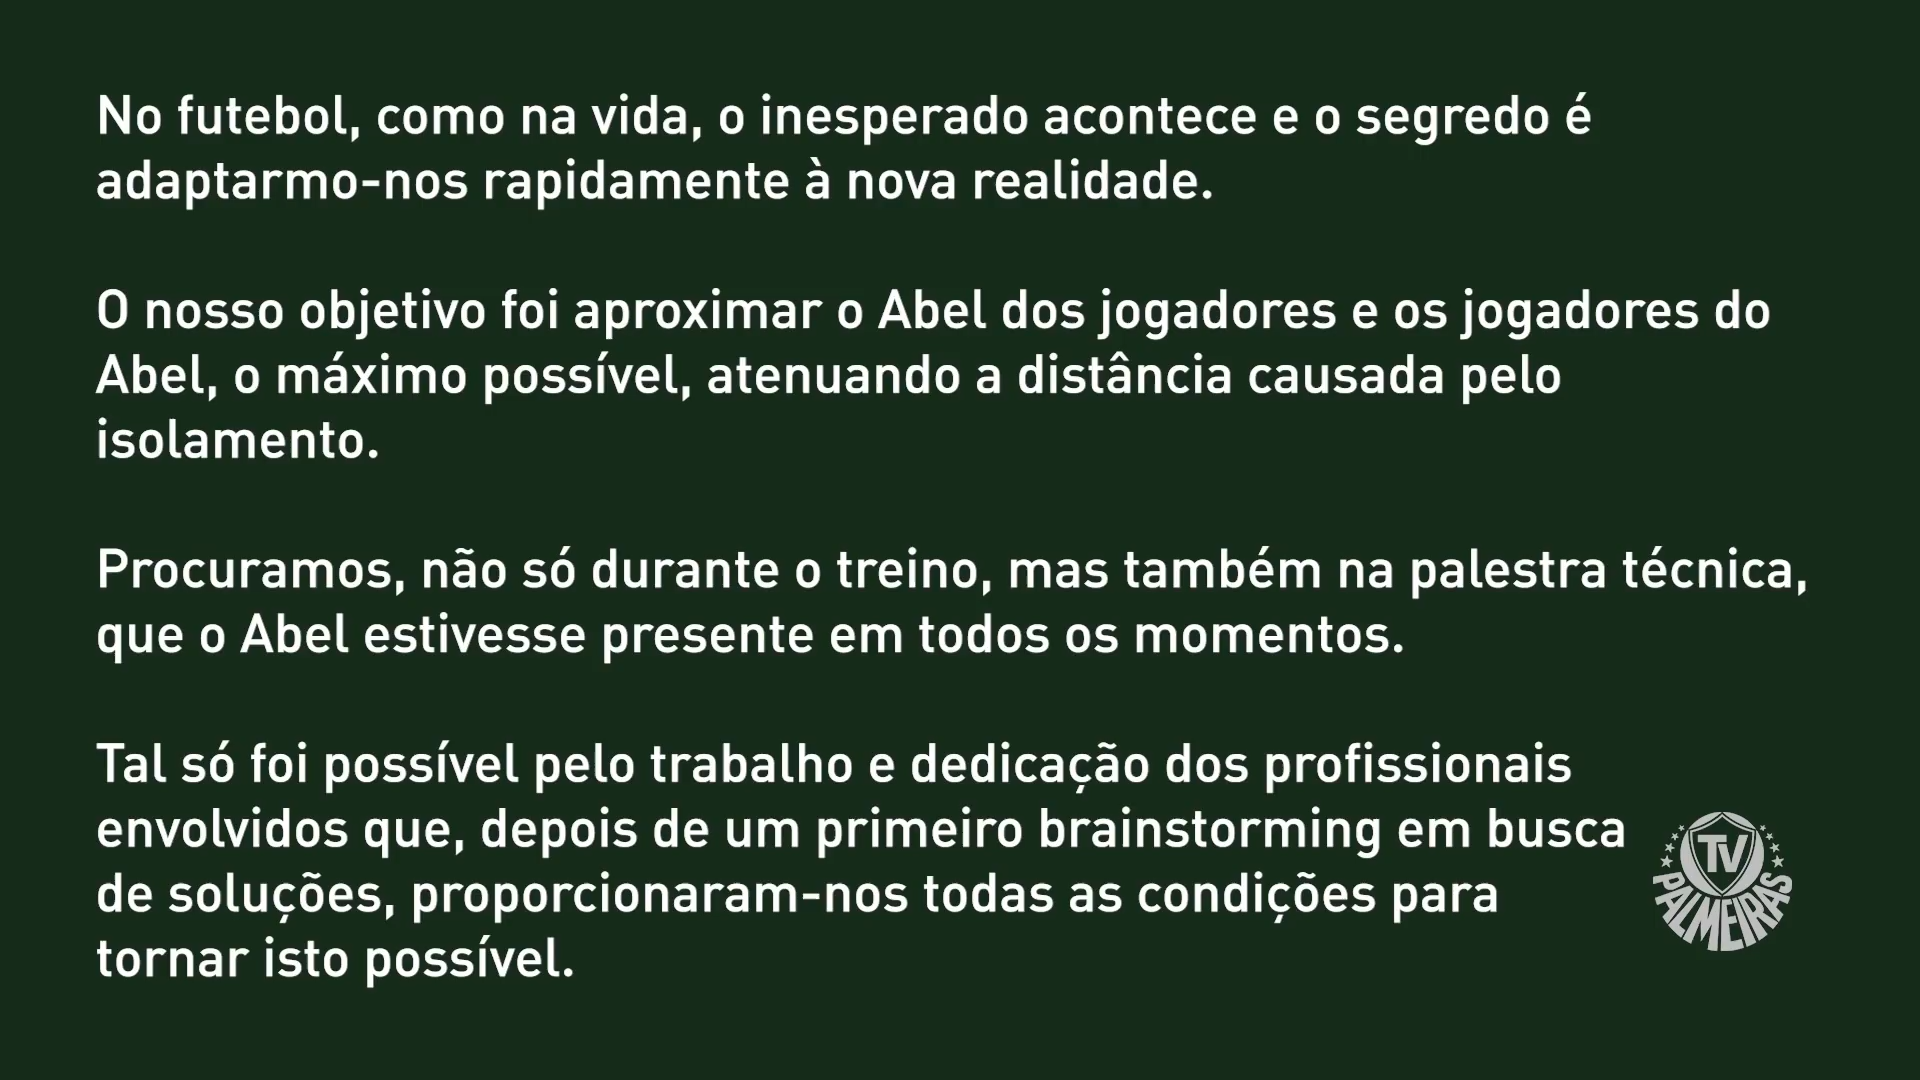 No futebol, como na vida, o inesperado acontece e o segredo é
adaptarmo-nos rapidamente à nova realidade.
O nosso objetivo foi aproximar o Abel dos jogadores e os jogadores do
Abel, o máximo possível, atenuando a distância causada pelo
isolamento.
Procuramos, não só durante o treino, mas também na palestra técnica,
que o Abel estivesse presente em todos os momentos.
Tal só foi possível pelo trabalho e dedicação dos profissionais
envolvidos que, depois de um primeiro brainstorming em busca
de soluções, proporcionaram-nos todas as condições para
tornar isto possível.
TV
PALMEIRAS